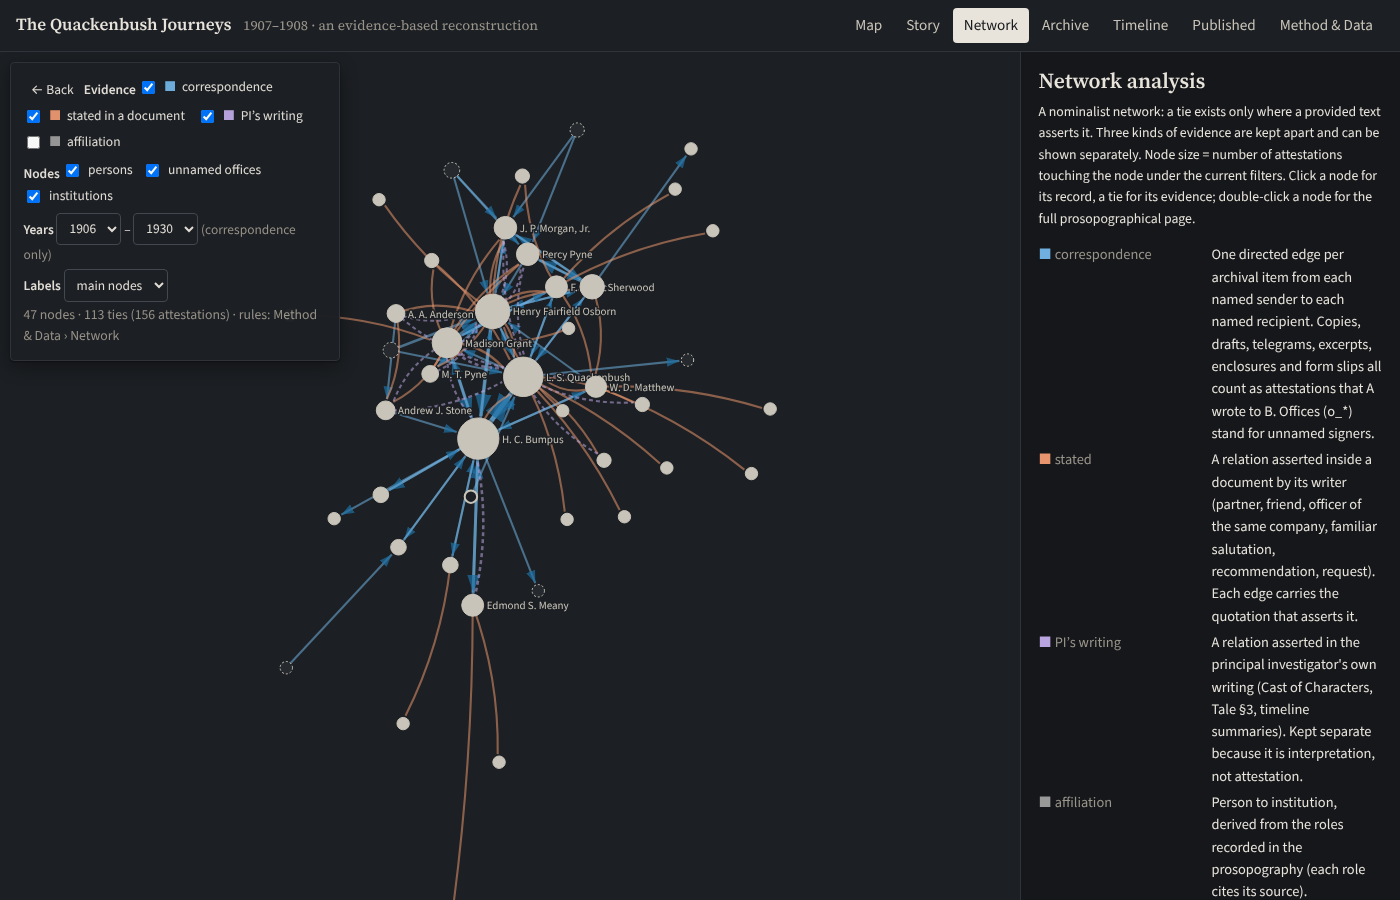 The Quackenbush Journeys 1907–1908 · an evidence-based reconstruction
Map Story Network Archive Timeline Published Method & Data
← Back Evidence correspondence
stated in a document PI’s writing
affiliation
Nodes persons unnamed offices
institutions
Years 1906 – 1930 (correspondence
only)
Labels main nodes
47 nodes · 113 ties (156 attestations) · rules: Method
& Data › Network
J. P. Morgan, Jr.
Percy Pyne
F.
Sherwood
A. A. Anderson
Henry Fairfield Osborn
Madison Grant
M. T. Pyne
L. S. Quackenbush
W. D. Matthew
Andrew J. Stone
H. C. Bumpus
Edmond S. Meany
Network analysis
A nominalist network: a tie exists only where a provided text
asserts it. Three kinds of evidence are kept apart and can be
shown separately. Node size = number of attestations
touching the node under the current filters. Click a node for
its record, a tie for its evidence; double-click a node for the
full prosopographical page.
correspondence
One directed edge per
archival item from each
named sender to each
named recipient. Copies,
drafts, telegrams, excerpts,
enclosures and form slips all
count as attestations that A
wrote to B. Offices (o_*)
stand for unnamed signers.
stated
A relation asserted inside a
document by its writer
(partner, friend, officer of
the same company, familiar
salutation,
recommendation, request).
Each edge carries the
quotation that asserts it.
PI’s writing
A relation asserted in the
principal investigator's own
writing (Cast of Characters,
Tale §3, timeline
summaries). Kept separate
because it is interpretation,
not attestation.
affiliation
Person to institution,
derived from the roles
recorded in the
prosopography (each role
cites its source).